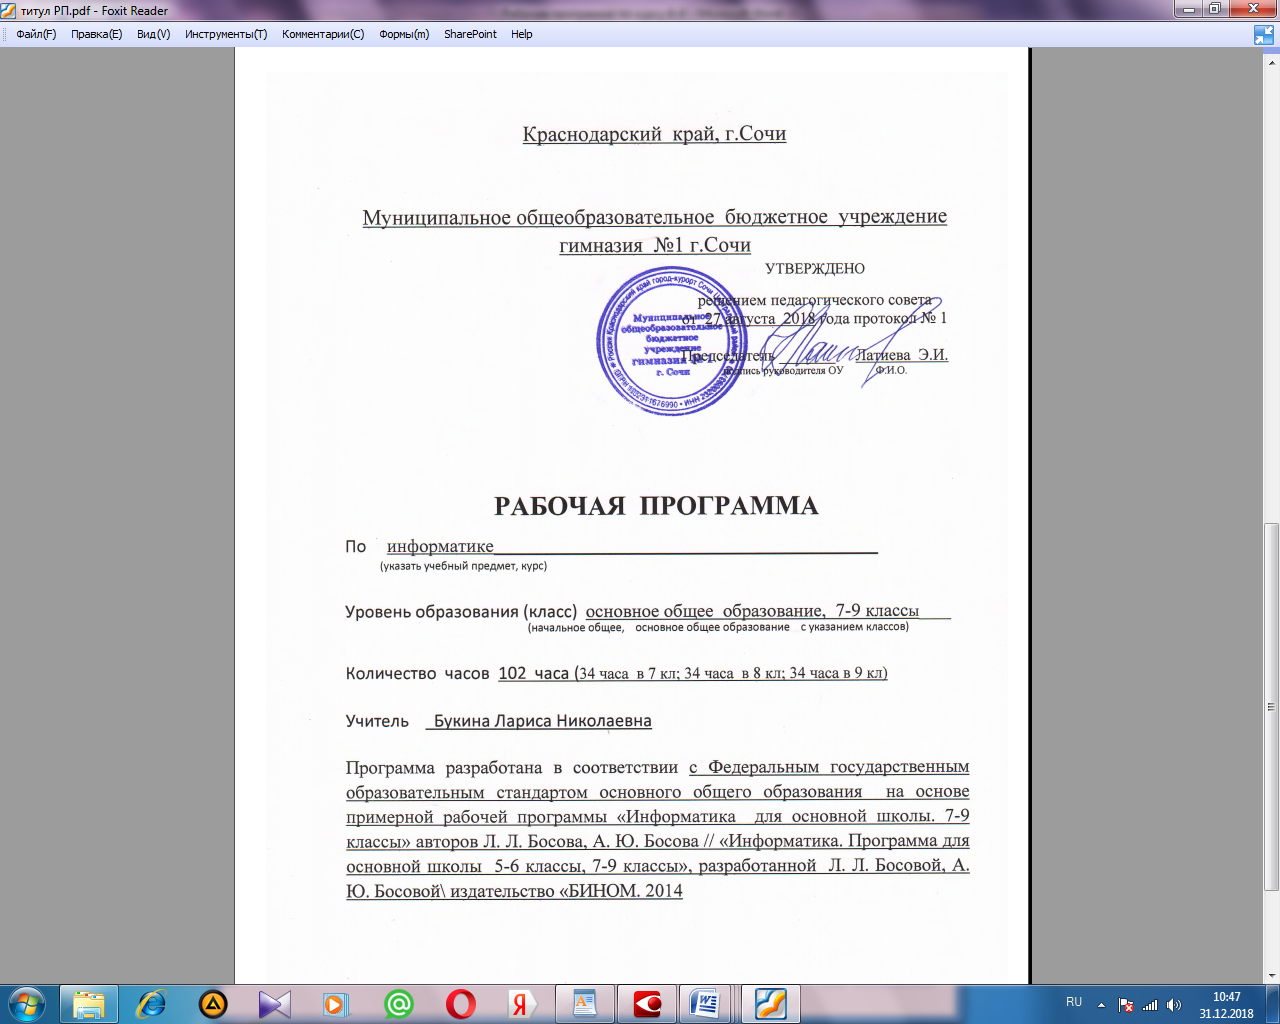 титул РП.pdf - Foxit Reader
Файл(F) Правка(E) Вид(V) Инструменты(T) Комментарии(C) Формы(m) SharePoint Help
Краснодарский край, г.Сочи
Муниципальное общеобразовательное бюджетное учреждение
гимназия №1 г.Сочи
УТВЕРЖДЕНО
решением педагогического совета
от 27 августа 2018 года протокол № 1
Председатель _______ Латиева Э.И.
подпись руководителя ОУ Ф.И.О.
Муниципальное
общеобразовательное
бюджетное
учреждение
гимназия № 1
г. Сочи
РАБОЧАЯ ПРОГРАММА
По информатике
(указать учебный предмет, курс)
Уровень образования (класс) основное общее образование, 7-9 классы
(начальное общее, основное общее образование с указанием классов)
Количество часов 102 часа (34 часа в 7 кл; 34 часа в 8 кл; 34 часа в 9 кл)
Учитель Букина Лариса Николаевна
Программа разработана в соответствии с Федеральным государственным
образовательным стандартом основного общего образования на основе
примерной рабочей программы «Информатика для основной школы. 7-9
классы» авторов Л. Л. Босова, А. Ю. Босова // «Информатика. Программа для
основной школы 5-6 классы, 7-9 классы», разработанной Л. Л. Босовой, А.
Ю. Босовой\ издательство «БИНОМ. 2014
RU
10:47
31.12.2018